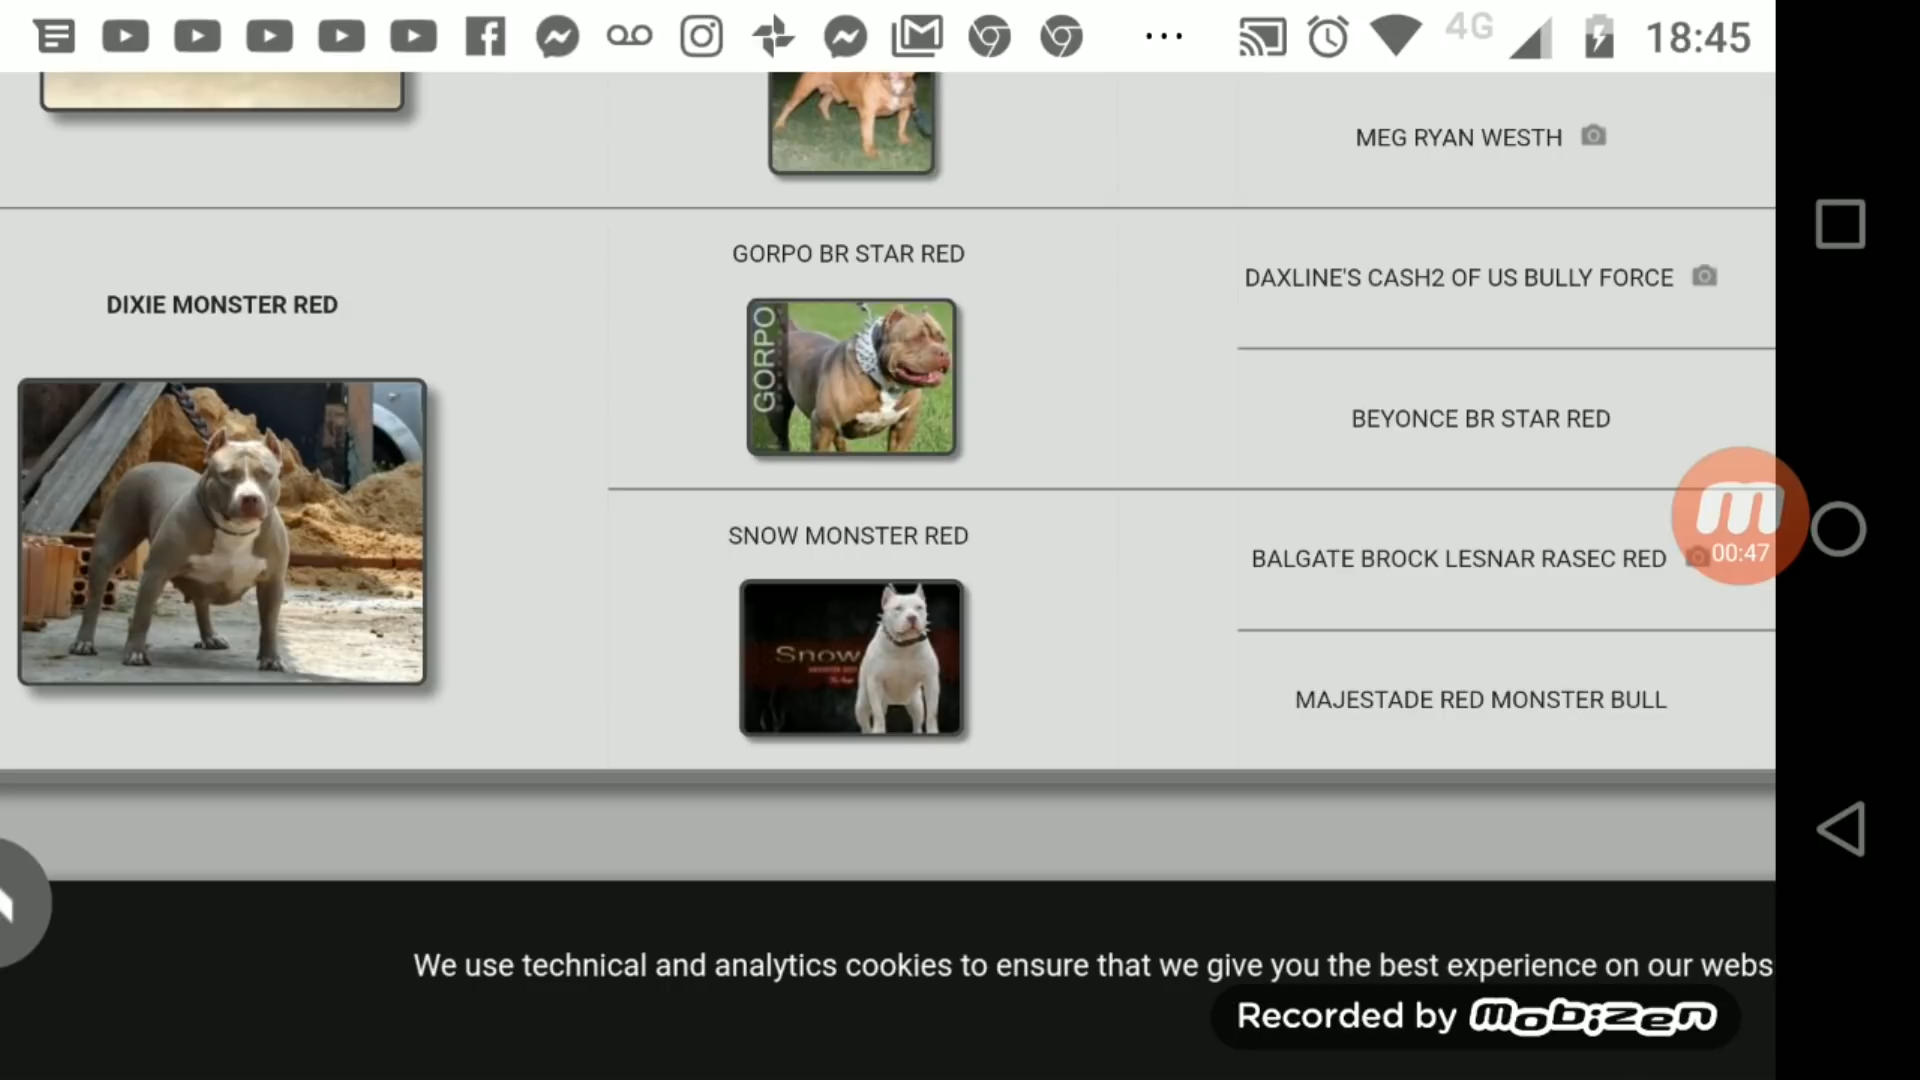 4G
18:45
MEG RYAN WESTH
GORPO BR STAR RED
DIXIE MONSTER RED
DAXLINE'S CASH2 OF US BULLY FORCE
GORPO
BEYONCE BR STAR RED
SNOW MONSTER RED
BALGATE BROCK LESNAR RASEC RED
00:47
Snow
MAJESTADE RED MONSTER BULL
We use technical and analytics cookies to ensure that we give you the best experience on our webs
Recorded by mobizen